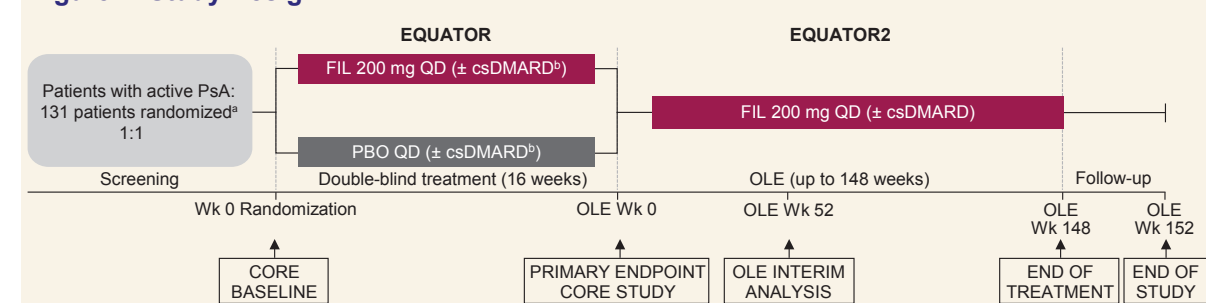 EQUATOR
EQUATOR2
FIL 200 mg QD (± csDMARDᵇ)
Patients with active PsA:
131 patients randomizedᵃ
1:1
FIL 200 mg QD (± csDMARD)
PBO QD (± csDMARDᵇ)
Screening
Double-blind treatment (16 weeks)
OLE (up to 148 weeks)
Follow-up
Wk 0 Randomization
OLE Wk 0
OLE Wk 52
OLE
Wk 148
OLE
Wk 152
CORE
BASELINE
PRIMARY ENDPOINT
CORE STUDY
OLE INTERIM
ANALYSIS
END OF
TREATMENT
END OF
STUDY